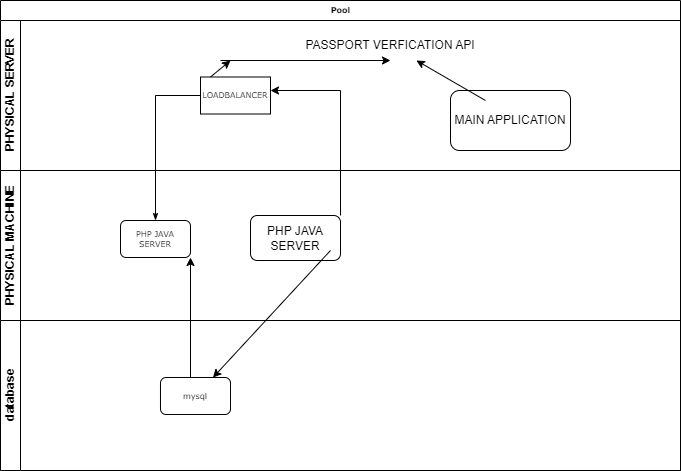 Pool
PHYSICAL SERVER
PASSPORT VERFICATION API
LOADBALANCER
MAIN APPLICATION
PHYSICAL MACHINE
PHP JAVA
SERVER
PHP JAVA
SERVER
database
mysql